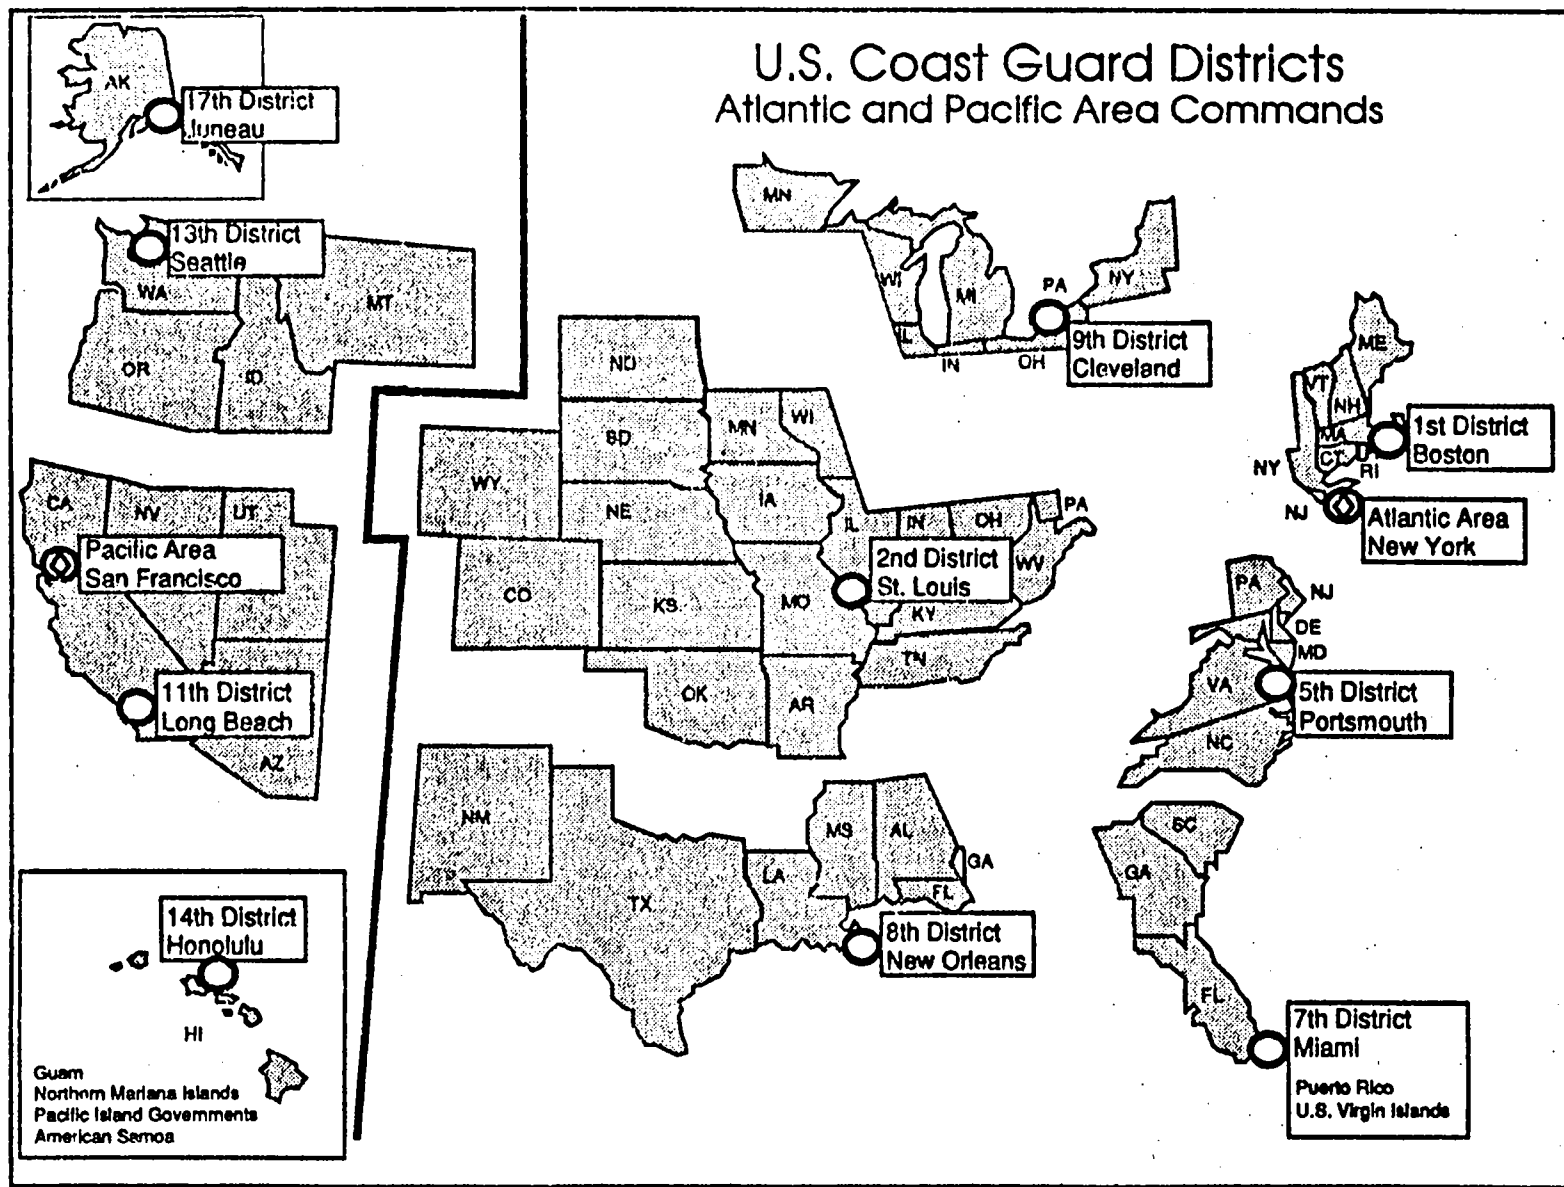 U.S. Coast Guard Districts
Atlantic and Pacific Area Commands
AK
17th District
Juneau
13th District
Seattle
WA
MT
OR
ID
CA
NV
UT
Pacific Area
San Francisco
11th District
Long Beach
AZ
14th District
Honolulu
HI
Guam
Northern Mariana Islands
Pacific Island Governments
American Samoa
MN
WI
MI
PA
NY
IL
IN
OH
9th District
Cleveland
ND
SD
MN
WI
WY
NE
IA
IL
IN
OH
PA
2nd District
St. Louis
WV
CO
KS
MO
KY
TN
OK
AR
NM
TX
LA
MS
AL
GA
FL
8th District
New Orleans
ME
VT
NH
MA
CT
RI
NY
NJ
1st District
Boston
Atlantic Area
New York
PA
NJ
DE
MD
VA
NC
5th District
Portsmouth
SC
GA
FL
7th District
Miami
Puerto Rico
U.S. Virgin Islands